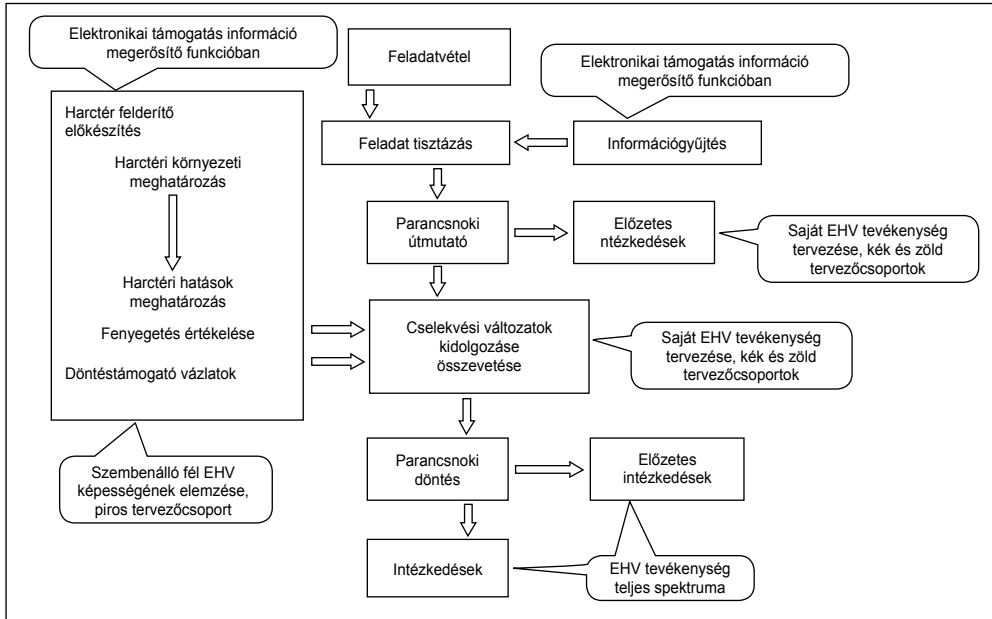 Elektronikai támogatás információ
megerősítő funkcióban
Feladatvétel
Elektronikai támogatás információ
megerősítő funkcióban
Harctér felderítő
előkészítés
Harctéri környezeti
meghatározás
Harctéri hatások
meghatározás
Fenyegetés értékelése
Döntéstámogató vázlatok
Feladat tisztázás
Információgyűjtés
Parancsnoki
útmutató
Előzetes
ntézkedések
Saját EHV tevékenység
tervezése, kék és zöld
tervezőcsoportok
Cselekvési változatok
kidolgozáse
összevetése
Saját EHV tevékenység
tervezése, kék és zöld
tervezőcsoportok
Szembenálló fél EHV
képességének elemzése,
piros tervezőcsoport
Parancsnoki
döntés
Előzetes
intézkedések
Intézkedések
EHV tevékenység
teljes spektruma